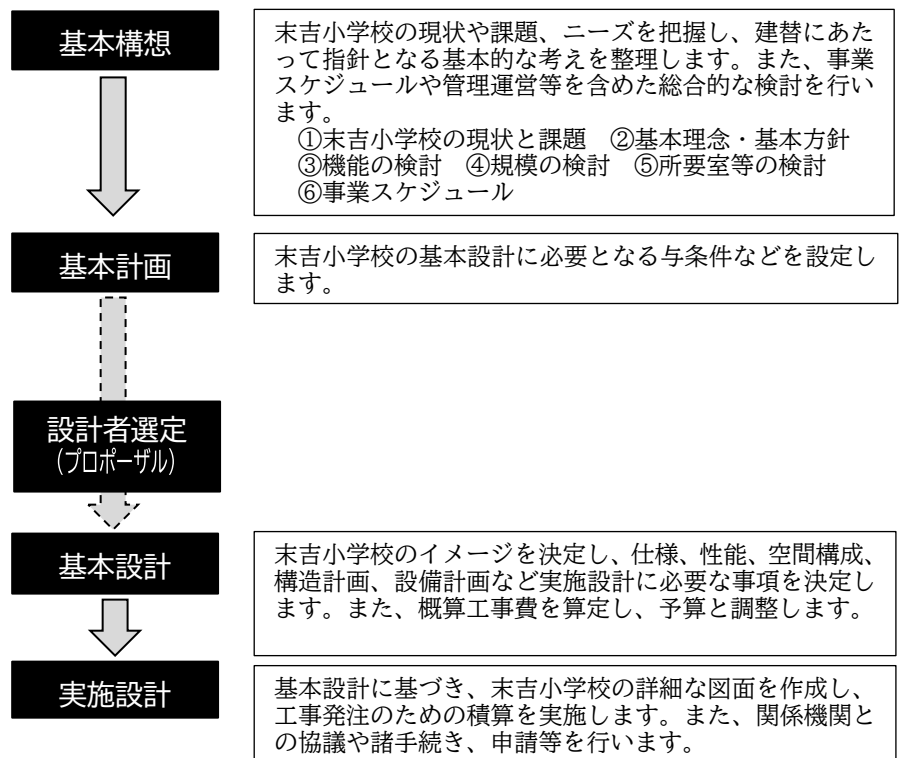 基本構想
末吉小学校の現状や課題、ニーズを把握し、建替にあた
って指針となる基本的な考えを整理します。また、事業
スケジュールや管理運営等を含めた総合的な検討を行い
ます。
①末吉小学校の現状と課題　②基本理念・基本方針
③機能の検討　④規模の検討　⑤所要室等の検討
⑥事業スケジュール
基本計画
末吉小学校の基本設計に必要となる与条件などを設定し
ます。
設計者選定
(プロポーザル)
基本設計
末吉小学校のイメージを決定し、仕様、性能、空間構成、
構造計画、設備計画など実施設計に必要な事項を決定し
ます。また、概算工事費を算定し、予算と調整します。
実施設計
基本設計に基づき、末吉小学校の詳細な図面を作成し、
工事発注のための積算を実施します。また、関係機関と
の協議や諸手続き、申請等を行います。